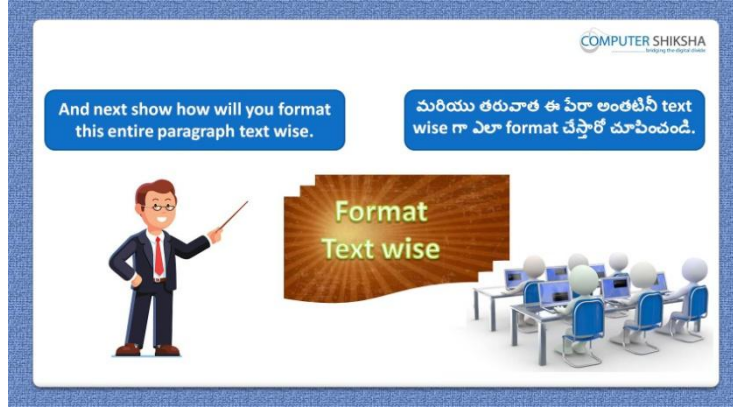 COMPUTER SHIKSHA
bridging the digital divide
And next show how will you format
this entire paragraph text wise.
మరియు తరువాత ఈ పేరా అంతటినీ text
wise గా ఎలా format చేస్తారో చూపించండి.
Format
Text wise